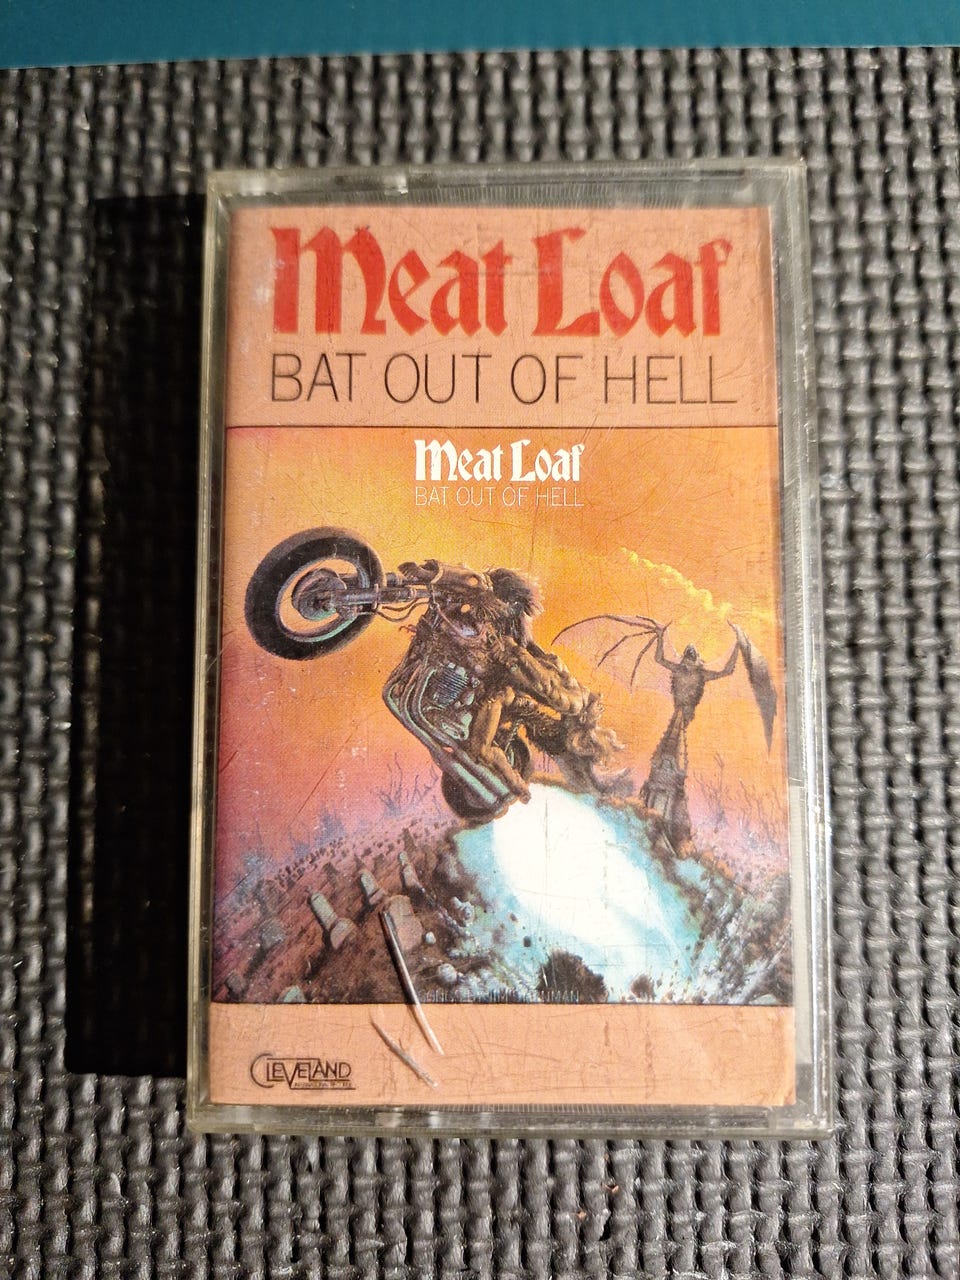 Meat Loaf
BAT OUT OF HELL
Meat Loaf
BAT OUT OF HELL
CLEVELAND